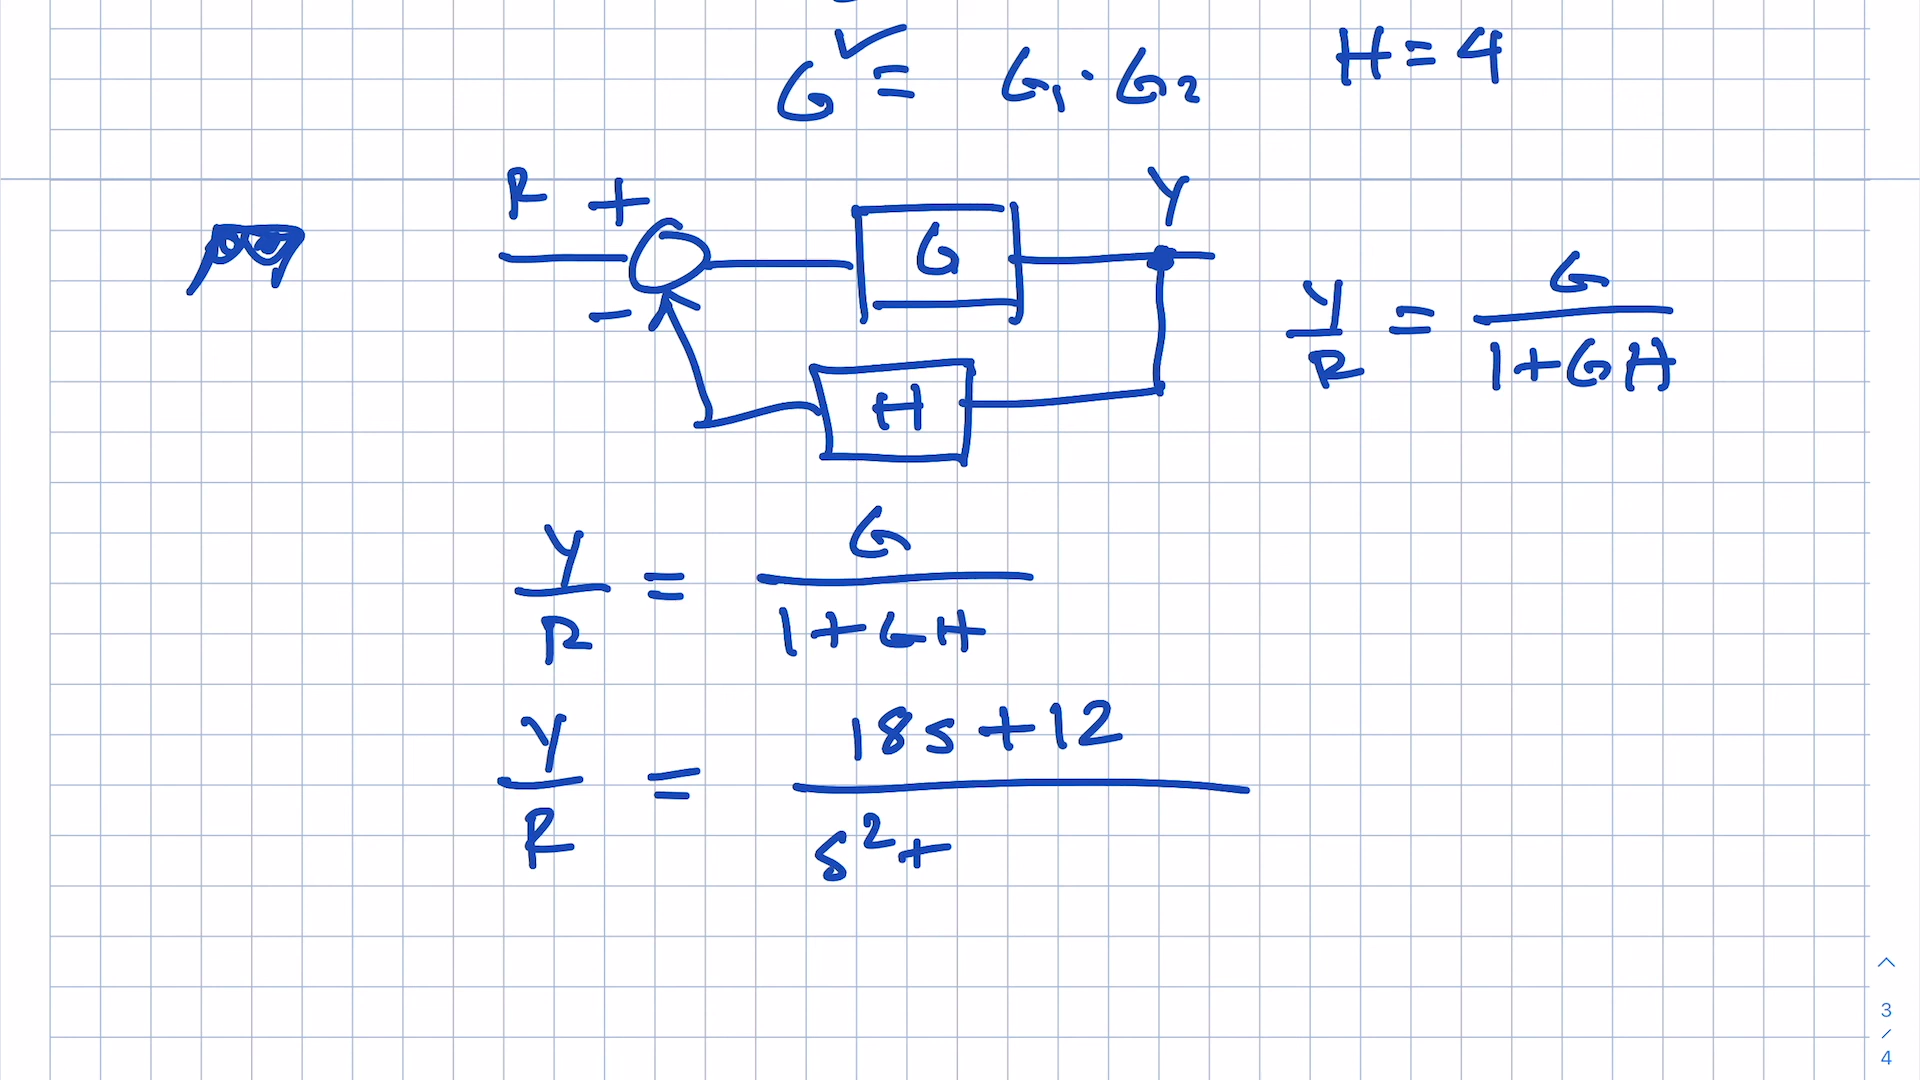 G = G₁·G₂
H = 4
R + Y
G
-
H
Y/R = G/(1+GH)
Y/R = G/(1+GH)
Y/R = (18s+12)/(s²+
3/4